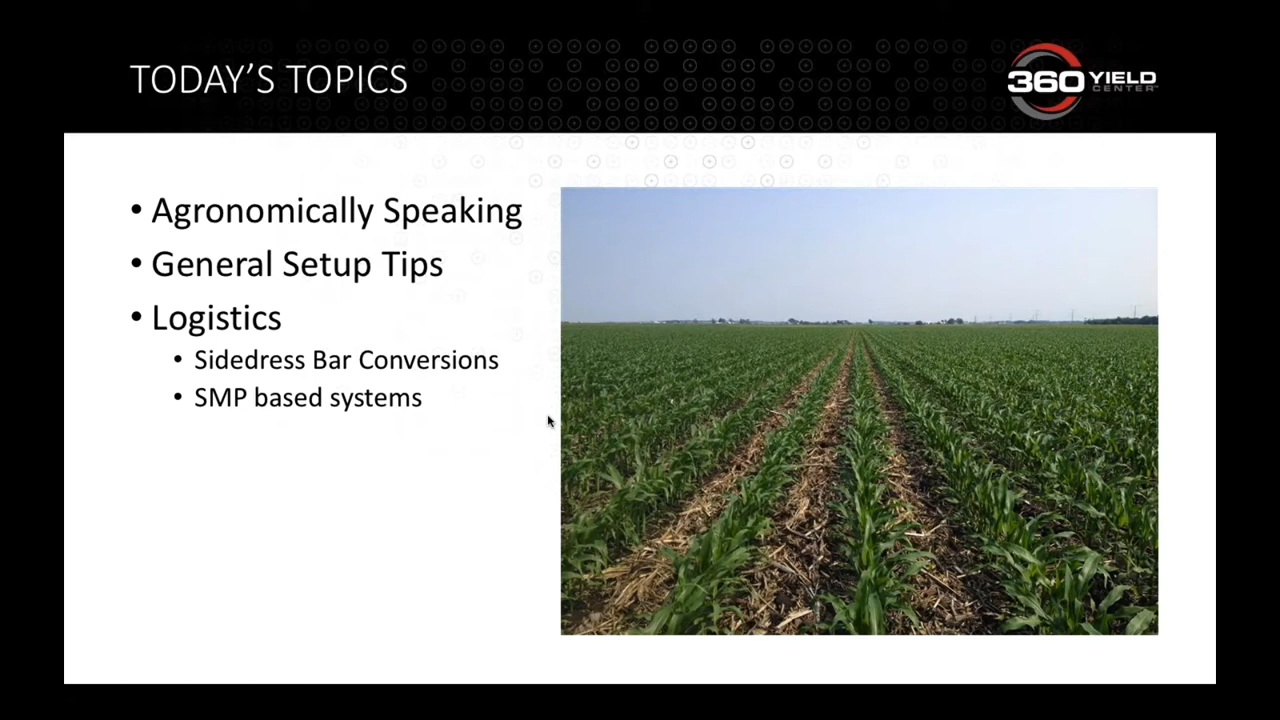 TODAY'S TOPICS
360 YIELD
CENTER
• Agronomically Speaking
• General Setup Tips
• Logistics
• Sidedress Bar Conversions
• SMP based systems